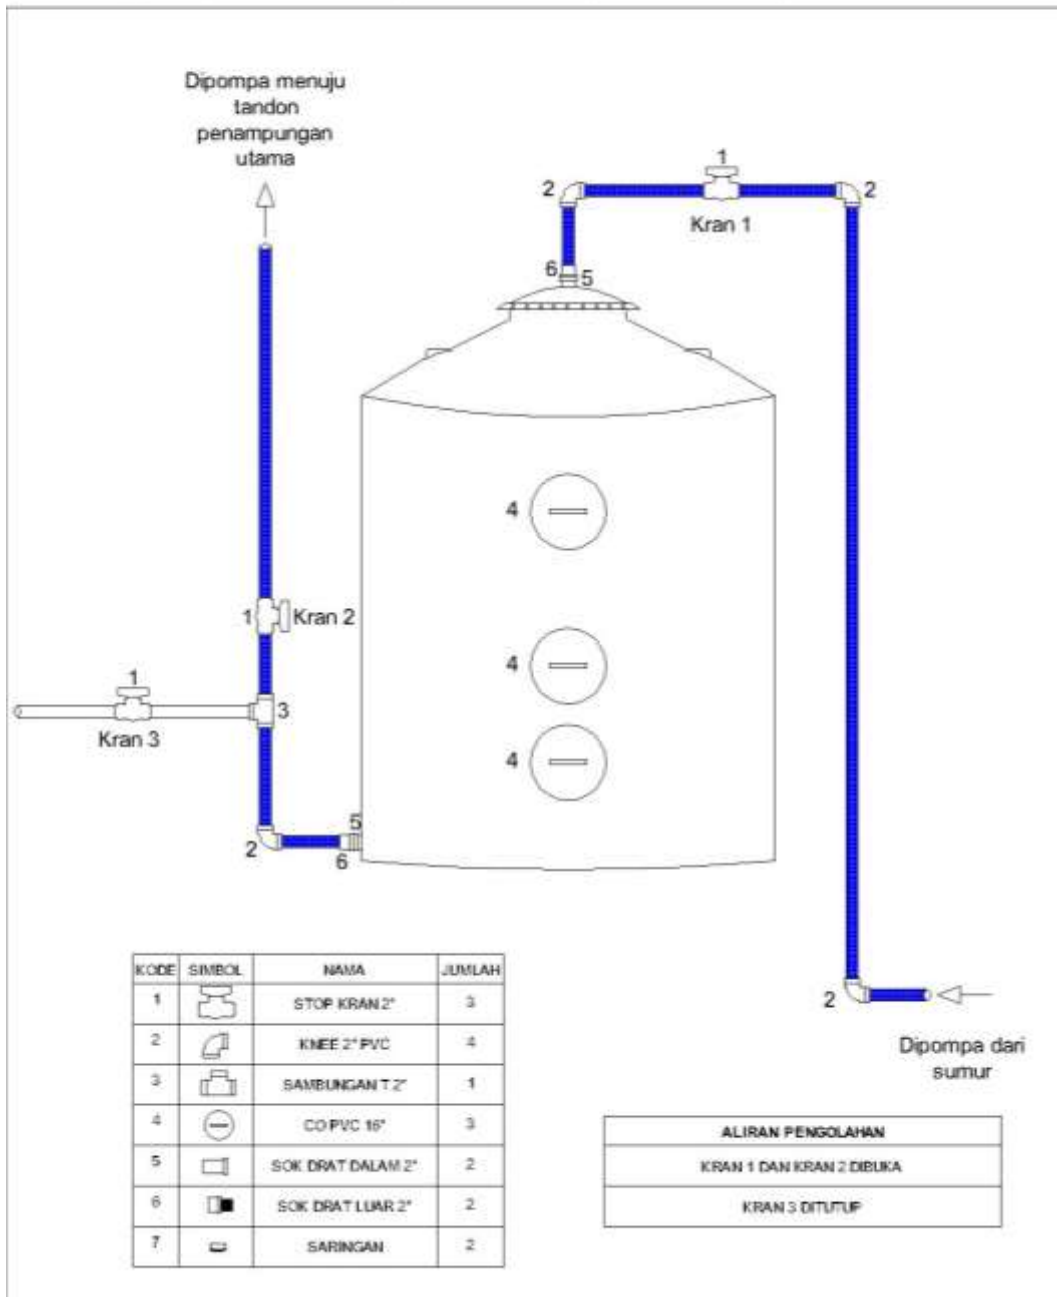 Dipompa menuju
tandon
penampungan
utama
1
2
2
Kran 1
6
5
4
1
Kran 2
4
1
3
Kran 3
4
5
2
6
2
Dipompa dari
sumur
KODE SIMBOL NAMA JUMLAH
1 STOP KRAN 2" 3
2 KNEE 2" PVC 4
3 SAMBUNGAN T 2" 1
4 CO PVC 16" 3
5 SOK DRAT DALAM 2" 2
6 SOK DRAT LUAR 2" 2
7 SARINGAN 2
ALIRAN PENGOLAHAN
KRAN 1 DAN KRAN 2 DIBUKA
KRAN 3 DITUTUP